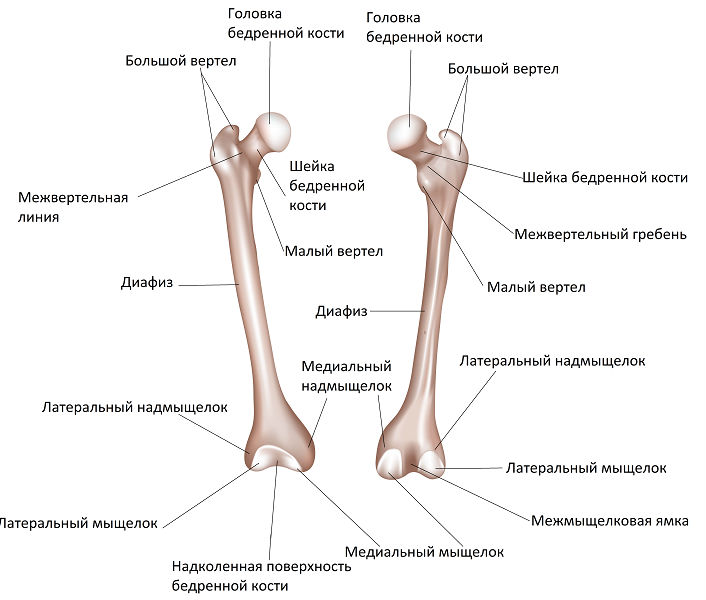 Головка
бедренной кости
Головка
бедренной кости
Большой вертел
Большой вертел
Шейка
бедренной
кости
Шейка бедренной кости
Межвертельная
линия
Межвертельный гребень
Малый вертел
Диафиз
Малый вертел
Диафиз
Медиальный
надмыщелок
Латеральный надмыщелок
Латеральный надмыщелок
Латеральный мыщелок
Латеральный мыщелок
Межмыщелковая ямка
Медиальный мыщелок
Надколенная поверхность
бедренной кости